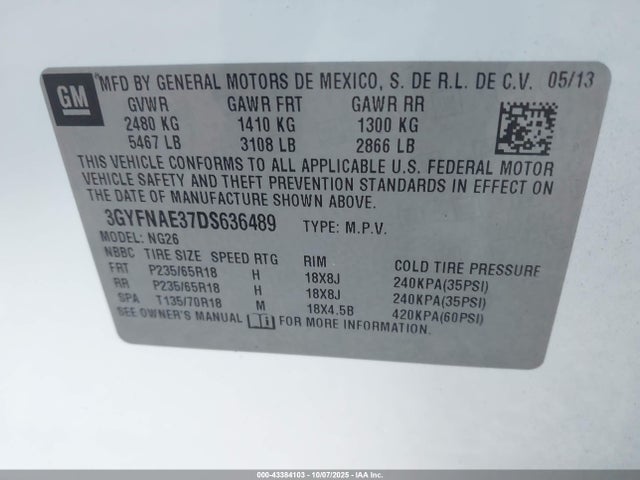 GM
MFD BY GENERAL MOTORS DE MEXICO, S. DE R.L. DE C.V. 05/13
GVWR GAWR FRT GAWR RR
2480 KG 1410 KG 1300 KG
5467 LB 3108 LB 2866 LB
THIS VEHICLE CONFORMS TO ALL APPLICABLE U.S. FEDERAL MOTOR
VEHICLE SAFETY AND THEFT PREVENTION STANDARDS IN EFFECT ON
THE DATE OF MANUFACTURE SHOWN ABOVE.
3GYFNAE37DS636489 TYPE: M.P.V.
MODEL: NG26
NBBC TIRE SIZE SPEED RTG RIM COLD TIRE PRESSURE
FRT P235/65R18 H 18X8J 240KPA(35PSI)
RR P235/65R18 H 18X8J 240KPA(35PSI)
SPA T135/70R18 M 18X4.5B 420KPA(60PSI)
SEE OWNER'S MANUAL FOR MORE INFORMATION.
000-43384103 - 10/07/2025 - IAAI.com